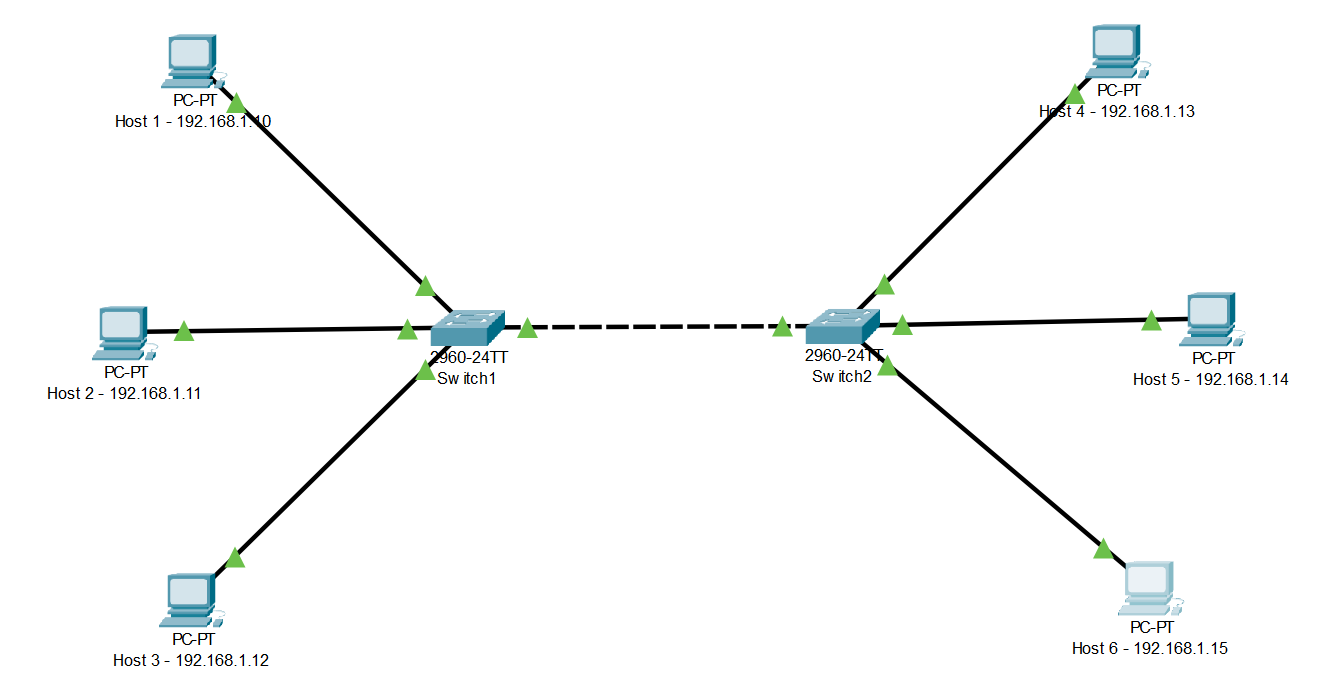 PC-PT
Host 1 - 192.168.1.10
PC-PT
Host 4 - 192.168.1.13
PC-PT
Host 2 - 192.168.1.11
2960-24TT
Switch1
2960-24TT
Switch2
PC-PT
Host 5 - 192.168.1.14
PC-PT
Host 3 - 192.168.1.12
PC-PT
Host 6 - 192.168.1.15